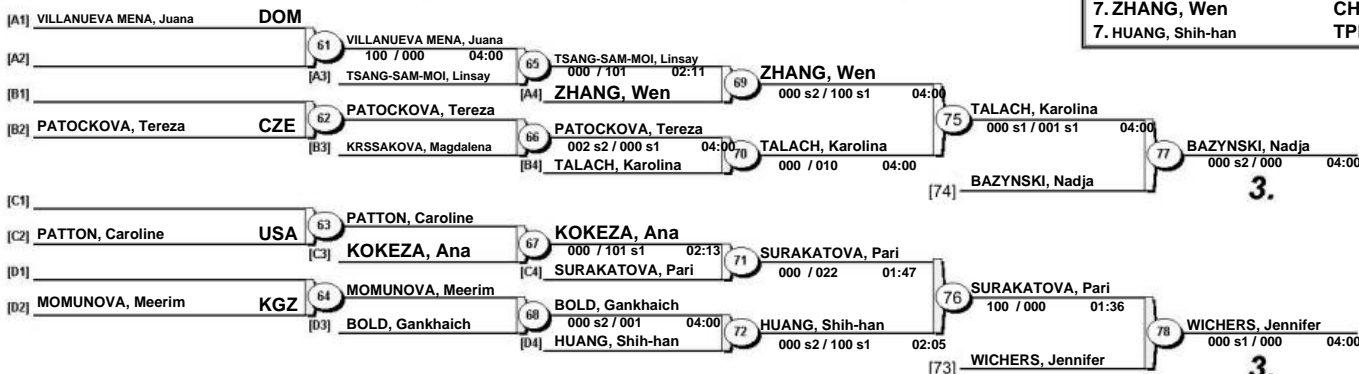 7. ZHANG, Wen CH
7. HUANG, Shih-han TP
[A1] VILLANUEVA MENA, Juana DOM
[A2]
61
VILLANUEVA MENA, Juana
100 / 000 04:00
[A3] TSANG-SAM-MOI, Linsay
65
TSANG-SAM-MOI, Linsay
000 / 101 02:11
[A4] ZHANG, Wen
69
ZHANG, Wen
000 s2 / 100 s1 04:00
[B1]
[B2] PATOCKOVA, Tereza CZE
62
PATOCKOVA, Tereza
[B3] KRSSAKOVA, Magdalena
66
PATOCKOVA, Tereza
002 s2 / 000 s1 04:00
[B4] TALACH, Karolina
70
TALACH, Karolina
000 / 010 04:00
75
TALACH, Karolina
000 s1 / 001 s1 04:00
[74] BAZYNSKI, Nadja
77
BAZYNSKI, Nadja
000 s2 / 000 04:00
3.
[C1]
[C2] PATTON, Caroline USA
63
PATTON, Caroline
[C3] KOKEZA, Ana
67
KOKEZA, Ana
000 / 101 s1 02:13
[C4] SURAKATOVA, Pari
71
SURAKATOVA, Pari
000 / 022 01:47
[D1]
[D2] MOMUNOVA, Meerim KGZ
64
MOMUNOVA, Meerim
[D3] BOLD, Gankhaich
68
BOLD, Gankhaich
000 s2 / 001 04:00
[D4] HUANG, Shih-han
72
HUANG, Shih-han
000 s2 / 100 s1 02:05
76
SURAKATOVA, Pari
100 / 000 01:36
[73] WICHERS, Jennifer
78
WICHERS, Jennifer
000 s1 / 000 04:00
3.